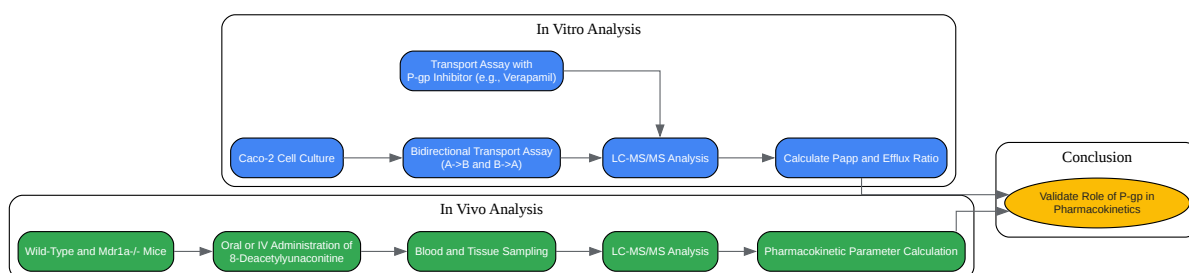 In Vitro Analysis
Transport Assay with
P-gp Inhibitor (e.g., Verapamil)
Caco-2 Cell Culture
Bidirectional Transport Assay
(A->B and B->A)
LC-MS/MS Analysis
Calculate Papp and Efflux Ratio
Conclusion
Validate Role of P-gp in
Pharmacokinetics
In Vivo Analysis
Wild-Type and Mdr1a-/- Mice
Oral or IV Administration of
8-Deacetylyunaconitine
Blood and Tissue Sampling
LC-MS/MS Analysis
Pharmacokinetic Parameter Calculation